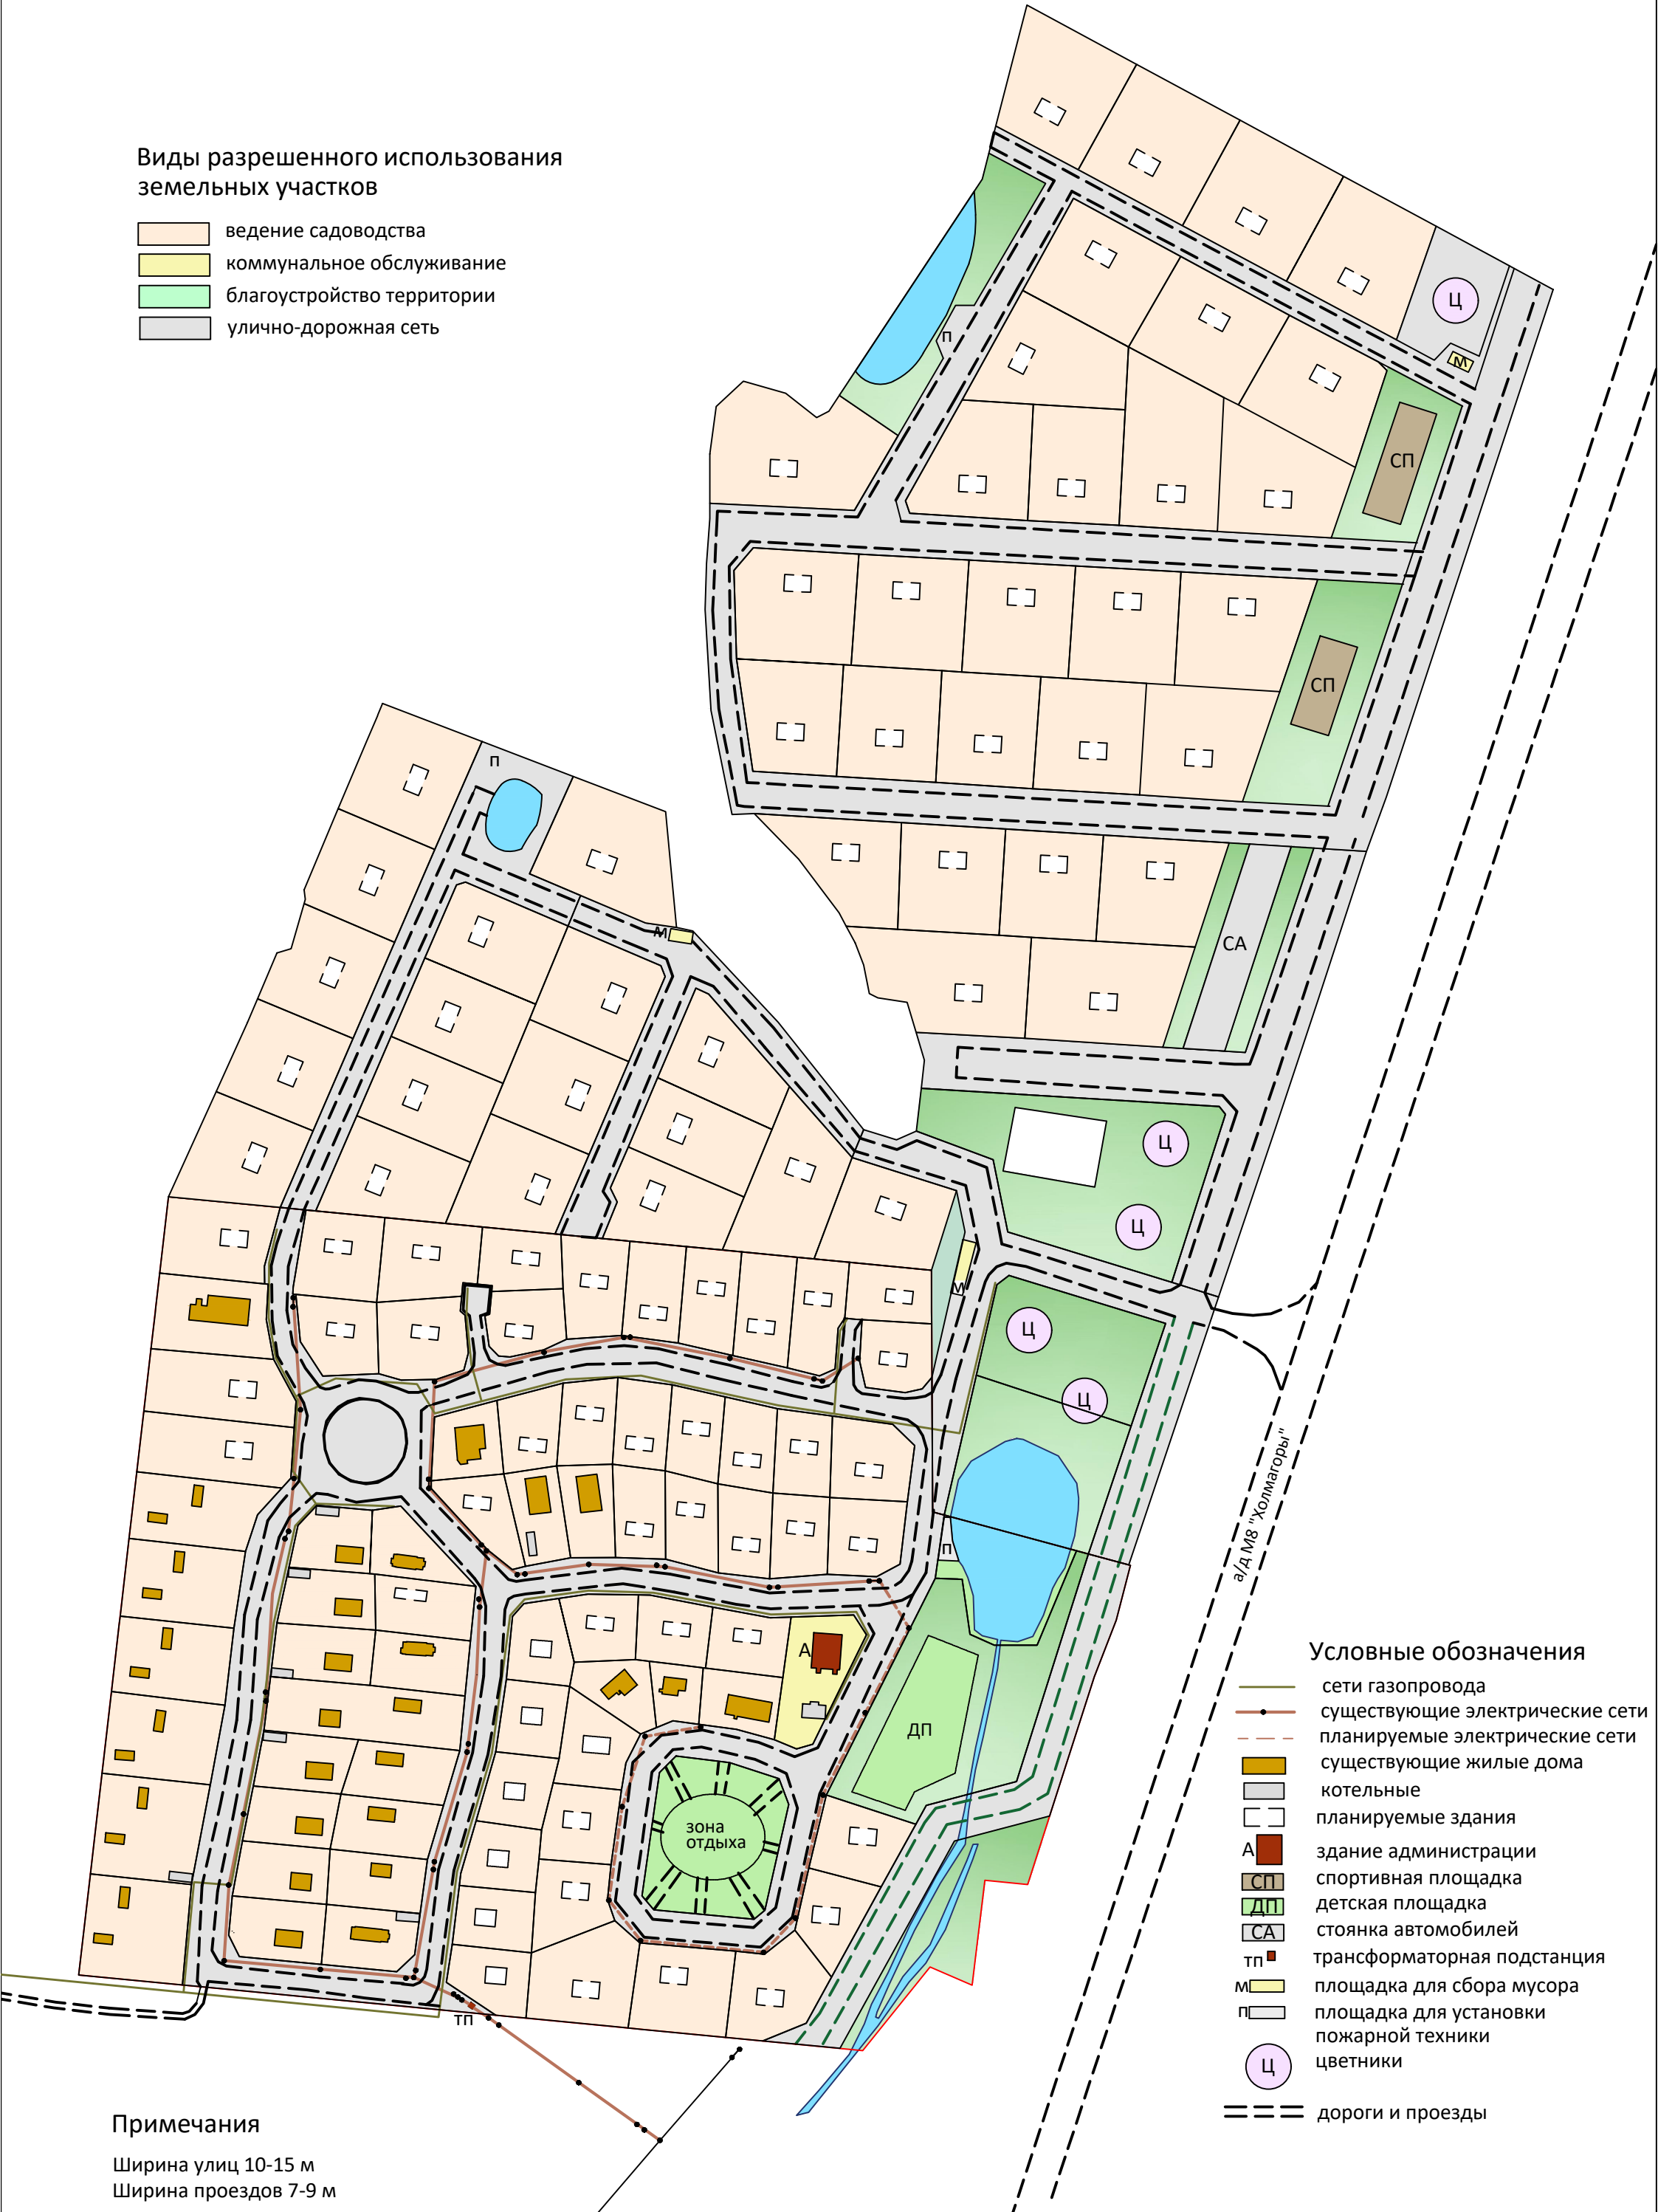 Виды разрешенного использования
земельных участков
ведение садоводства
коммунальное обслуживание
благоустройство территории
улично-дорожная сеть
Ц
М
П
СП
СП
П
М
СА
Ц
Ц
М
Ц
Ц
П
а/д М8 "Холмагоры"
А
ДП
зона
отдыха
ТП
Условные обозначения
сети газопровода
существующие электрические сети
планируемые электрические сети
существующие жилые дома
котельные
планируемые здания
А здание администрации
СП спортивная площадка
ДП детская площадка
СА стоянка автомобилей
ТП трансформаторная подстанция
М площадка для сбора мусора
П площадка для установки
пожарной техники
Ц цветники
дороги и проезды
Примечания
Ширина улиц 10-15 м
Ширина проездов 7-9 м